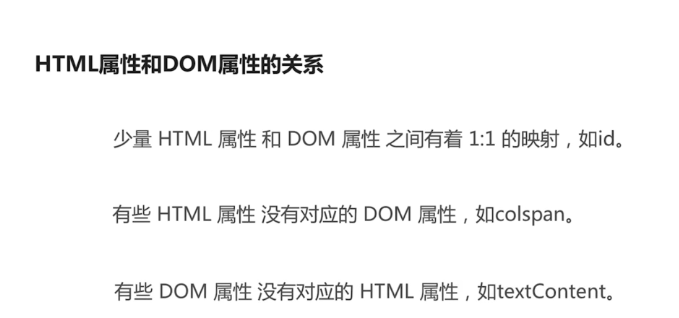 HTML属性和DOM属性的关系
少量 HTML 属性 和 DOM 属性 之间有着 1:1 的映射，如id。
有些 HTML 属性 没有对应的 DOM 属性，如colspan。
有些 DOM 属性 没有对应的 HTML 属性，如textContent。